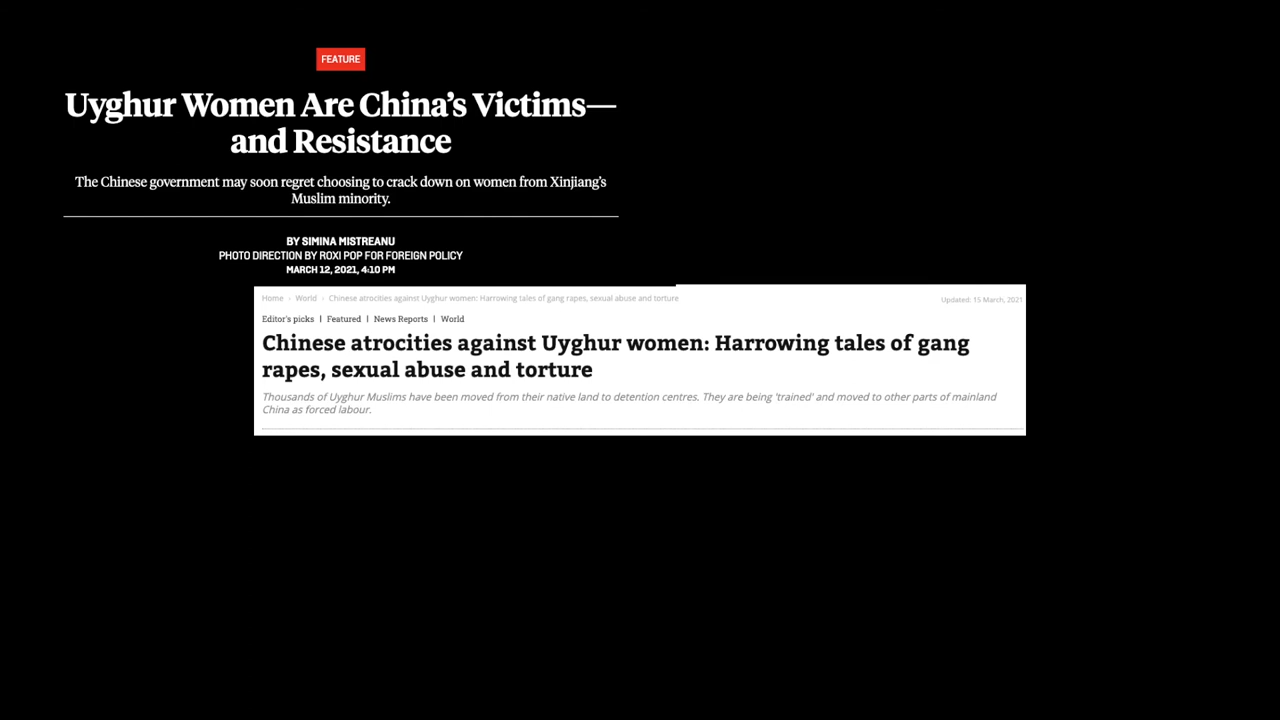 FEATURE
Uyghur Women Are China's Victims—
and Resistance
The Chinese government may soon regret choosing to crack down on women from Xinjiang's
Muslim minority.
BY SIMINA MISTREANU
PHOTO DIRECTION BY ROXI POP FOR FOREIGN POLICY
MARCH 12, 2021, 4:10 PM
Home › World › Chinese atrocities against Uyghur women: Harrowing tales of gang rapes, sexual abuse and torture
Updated: 15 March, 2021
Editor's picks | Featured | News Reports | World
Chinese atrocities against Uyghur women: Harrowing tales of gang
rapes, sexual abuse and torture
Thousands of Uyghur Muslims have been moved from their native land to detention centres. They are being 'trained' and moved to other parts of mainland
China as forced labour.